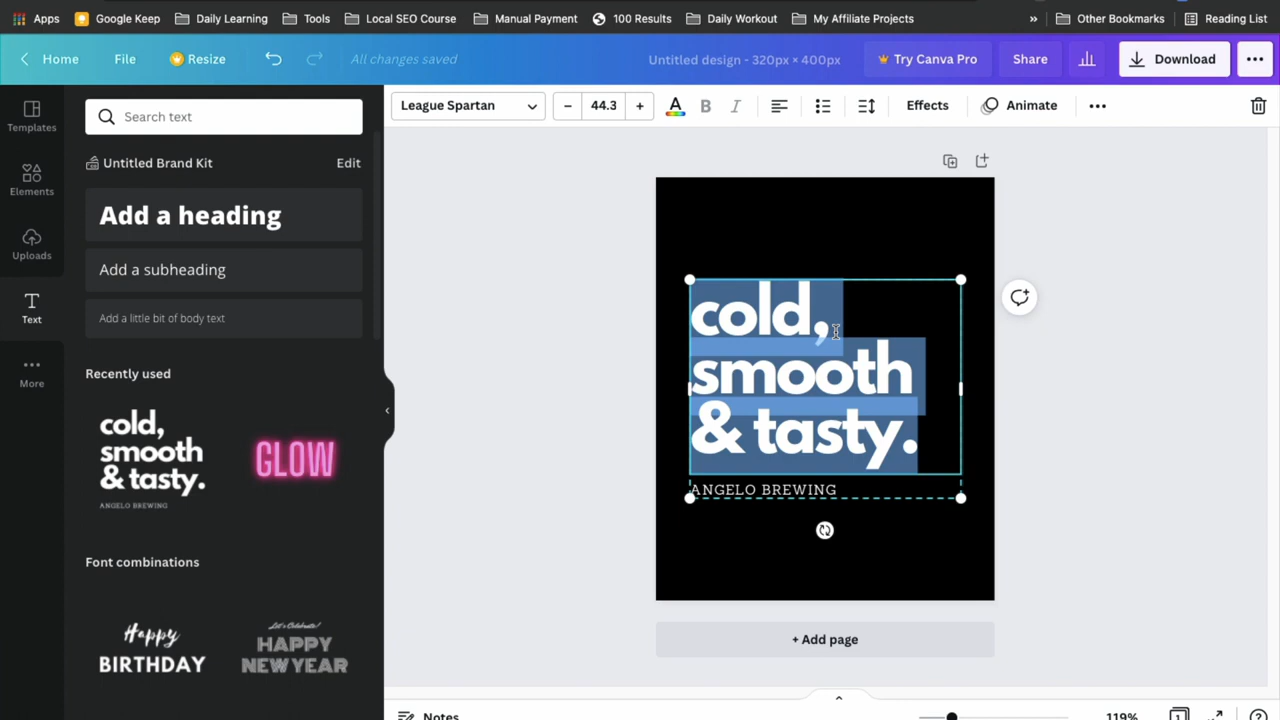 Apps Google Keep Daily Learning Tools Local SEO Course Manual Payment 100 Results Daily Workout My Affiliate Projects » Other Bookmarks Reading List
Home File Resize All changes saved Untitled design - 320px × 400px Try Canva Pro Share Download
Templates
Elements
Uploads
Text
More
Search text
Untitled Brand Kit Edit
Add a heading
Add a subheading
Add a little bit of body text
Recently used
cold,
smooth
& tasty.
ANGELO BREWING
GLOW
Font combinations
Happy
BIRTHDAY
Let's Celebrate!
HAPPY
NEW YEAR
League Spartan – 44.3 + A B I Effects Animate
cold,
smooth
& tasty.
ANGELO BREWING
+ Add page
Notes 119% 1 ?